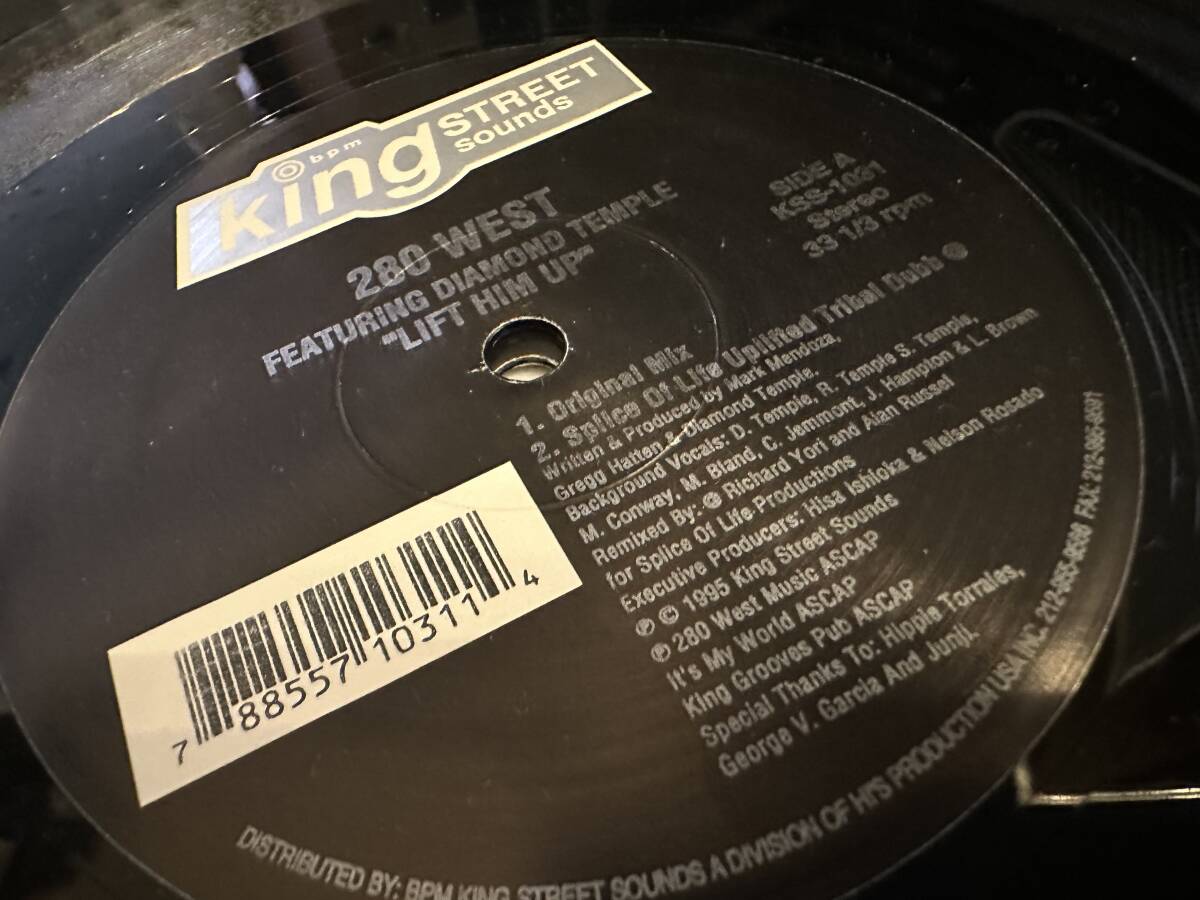 bpm
king STREET
sounds
280 WEST
FEATURING DIAMOND TEMPLE
"LIFT HIM UP"
SIDE A
KSS-1031
Stereo
33 1/3 rpm
1. Original Mix
2. Splice Of Life Uplifted Tribal Dubb ®
Written & Produced by Mark Mendoza,
Gregg Hatten & Diamond Temple,
Background Vocals: D. Temple, R. Temple S. Temple,
M. Conway, M. Bland, C. Jemmont, J. Hampton & L. Brown
Remixed By: ® Richard Yori and Alan Russel
for Splice Of Life Productions
Executive Producers: Hisa Ishioka & Nelson Rosado
℗ © 1995 King Street Sounds
℗ 280 West Music ASCAP
It's My World ASCAP
King Grooves Pub ASCAP
Special Thanks To: Hippie Torrales,
George V. Garcia And Junji.
7 88557 10311 4
DISTRIBUTED BY: BPM KING STREET SOUNDS A DIVISION OF HI'S PRODUCTION USA INC. FAX: